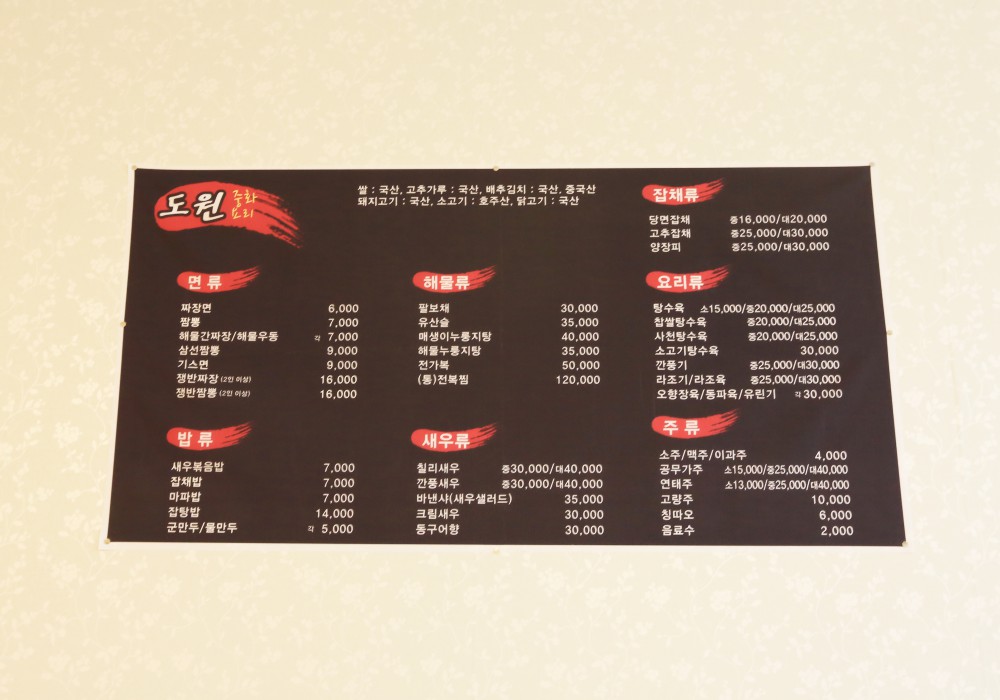 도원 중화
요리
쌀 : 국산, 고추가루 : 국산, 배추김치 : 국산, 중국산
돼지고기 : 국산, 소고기 : 호주산, 닭고기 : 국산
면 류
짜장면 6,000
짬뽕 7,000
해물간짜장/해물우동 각 7,000
삼선짬뽕 9,000
기스면 9,000
쟁반짜장 (2인 이상) 16,000
쟁반짬뽕 (2인 이상) 16,000
밥 류
새우볶음밥 7,000
잡채밥 7,000
마파밥 7,000
잡탕밥 14,000
군만두/물만두 각 5,000
해물류
팔보채 30,000
유산슬 35,000
매생이누룽지탕 40,000
해물누룽지탕 35,000
전가복 50,000
(통)전복찜 120,000
새우류
칠리새우 중30,000/대40,000
깐풍새우 중30,000/대40,000
바낸샤(새우샐러드) 35,000
크림새우 30,000
동구어향 30,000
잡채류
당면잡채 중16,000/대20,000
고추잡채 중25,000/대30,000
양장피 중25,000/대30,000
요리류
탕수육 소15,000/중20,000/대25,000
찹쌀탕수육 중20,000/대25,000
사천탕수육 중20,000/대25,000
소고기탕수육 30,000
깐풍기 중25,000/대30,000
라조기/라조육 중25,000/대30,000
오향장육/동파육/유린기 각 30,000
주 류
소주/맥주/이과주 4,000
공무가주 소15,000/중25,000/대40,000
연태주 소13,000/중25,000/대40,000
고량주 10,000
칭따오 6,000
음료수 2,000